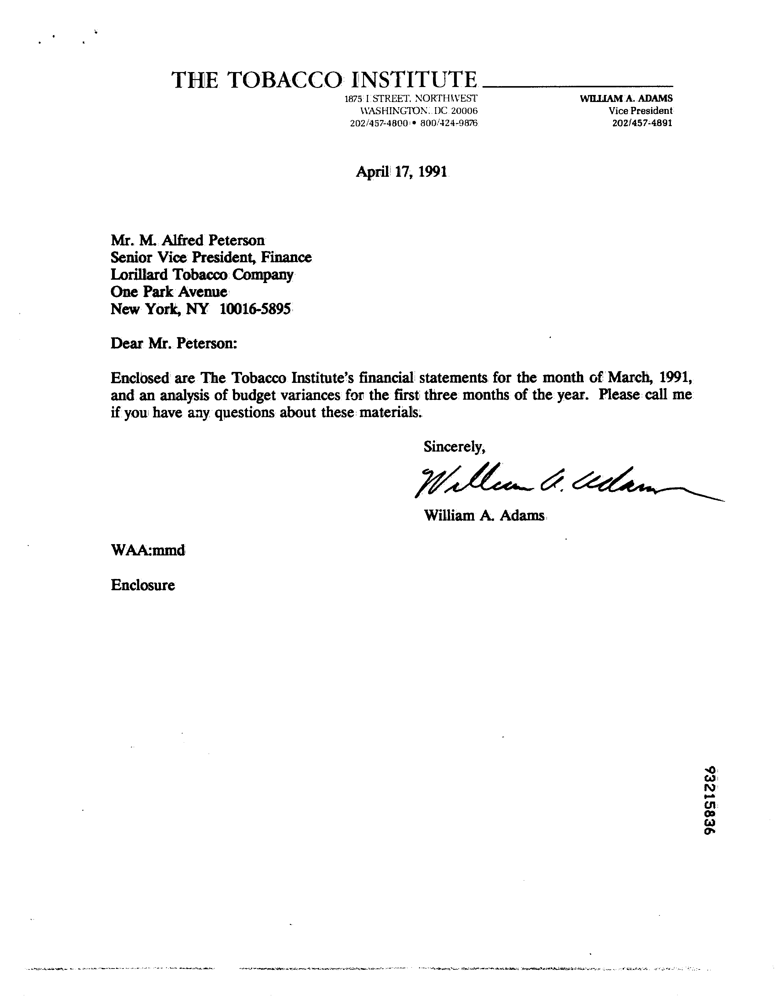 THE TOBACCO INSTITUTE
1875 I STREET, NORTHWEST
WASHINGTON, DC 20006
202/457-4800 • 800/424-9876
WILLIAM A. ADAMS
Vice President
202/457-4891
April 17, 1991
Mr. M. Alfred Peterson
Senior Vice President, Finance
Lorillard Tobacco Company
One Park Avenue
New York, NY 10016-5895
Dear Mr. Peterson:
Enclosed are The Tobacco Institute's financial statements for the month of March, 1991,
and an analysis of budget variances for the first three months of the year. Please call me
if you have any questions about these materials.
Sincerely,
William A. Adams
William A. Adams
WAA:mmd
Enclosure
93215836